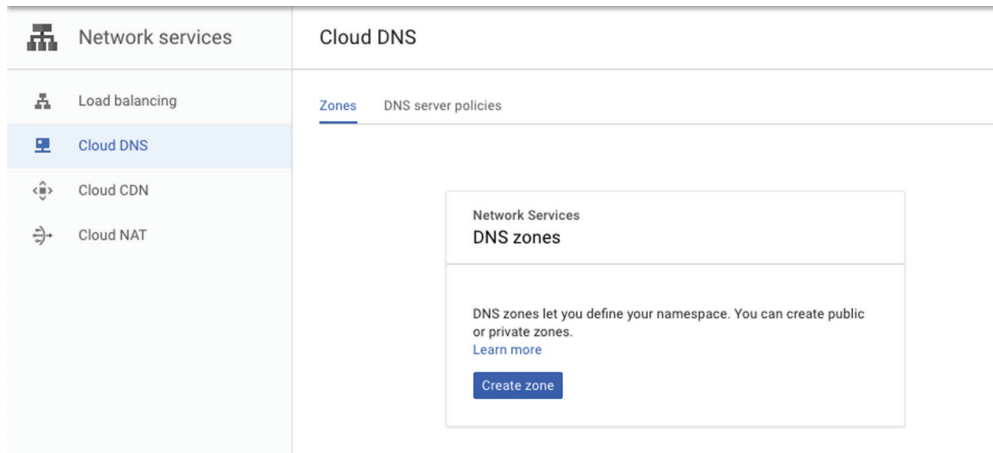 Network services
Cloud DNS
Load balancing
Cloud DNS
Cloud CDN
Cloud NAT
Zones
DNS server policies
Network Services
DNS zones
DNS zones let you define your namespace. You can create public
or private zones.
Learn more
Create zone